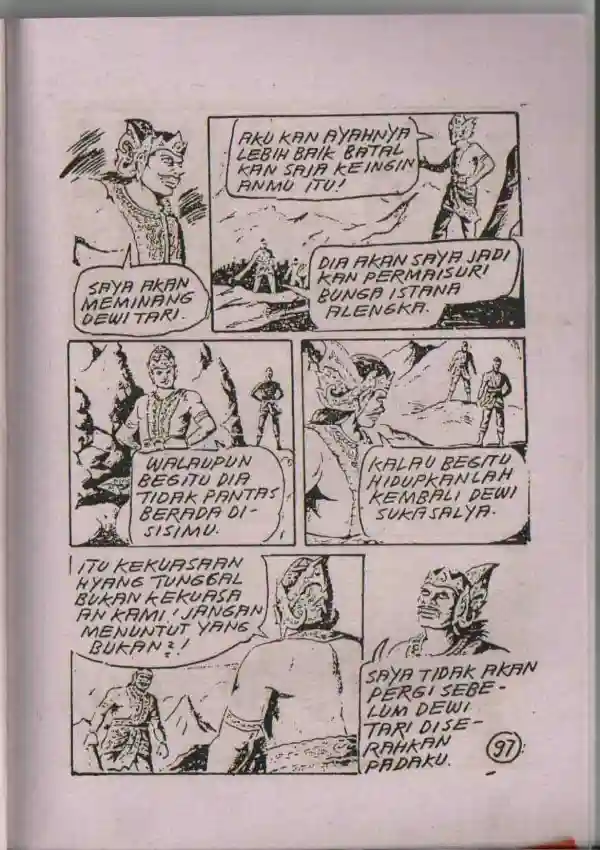 SAYA AKAN
MEMINANG
DEWI TARI.
AKU KAN AYAHNYA
LEBIH BAIK BATAL
KAN SAJA KEINGIN
ANMU ITU!
DIA AKAN SAYA JADI
KAN PERMAISURI
BUNGA ISTANA
ALENGKA.
WALAUPUN
BEGITU DIA
TIDAK PANTAS
BERADA DI-
SISIMU.
KALAU BEGITU
HIDUPKANLAH
KEMBALI DEWI
SUKASALYA.
ITU KEKUASAAN
HYANG TUNGGAL
BUKAN KEKUASA
AN KAMI! JANGAN
MENUNTUT YANG
BUKAN2!
SAYA TIDAK AKAN
PERGI SEBE-
LUM DEWI
TARI DISE-
RAHKAN
PADAKU.
97